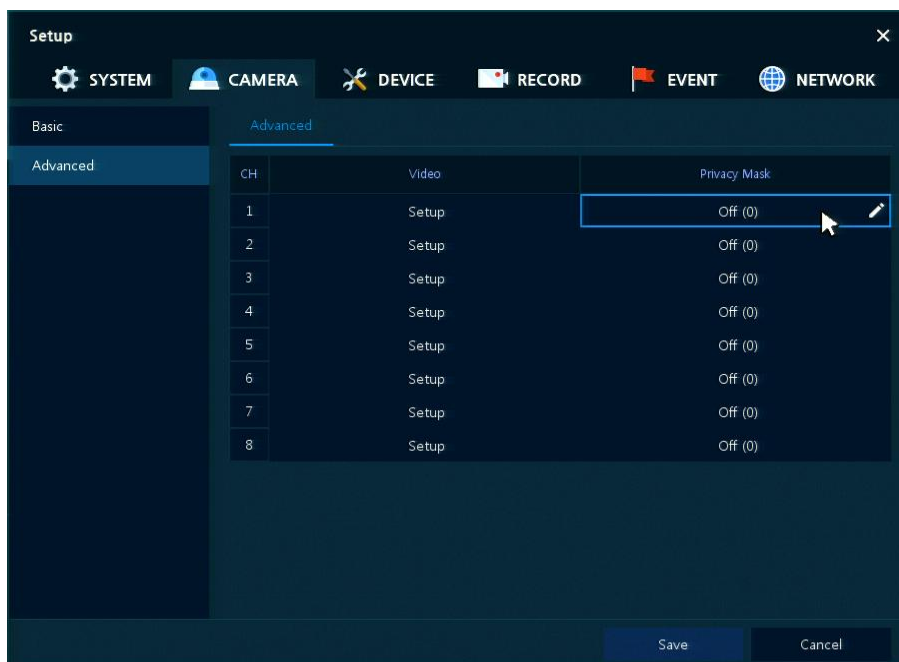 Setup
SYSTEM CAMERA DEVICE RECORD EVENT NETWORK
Basic
Advanced
Advanced
CH Video Privacy Mask
1 Setup Off (0)
2 Setup Off (0)
3 Setup Off (0)
4 Setup Off (0)
5 Setup Off (0)
6 Setup Off (0)
7 Setup Off (0)
8 Setup Off (0)
Save Cancel